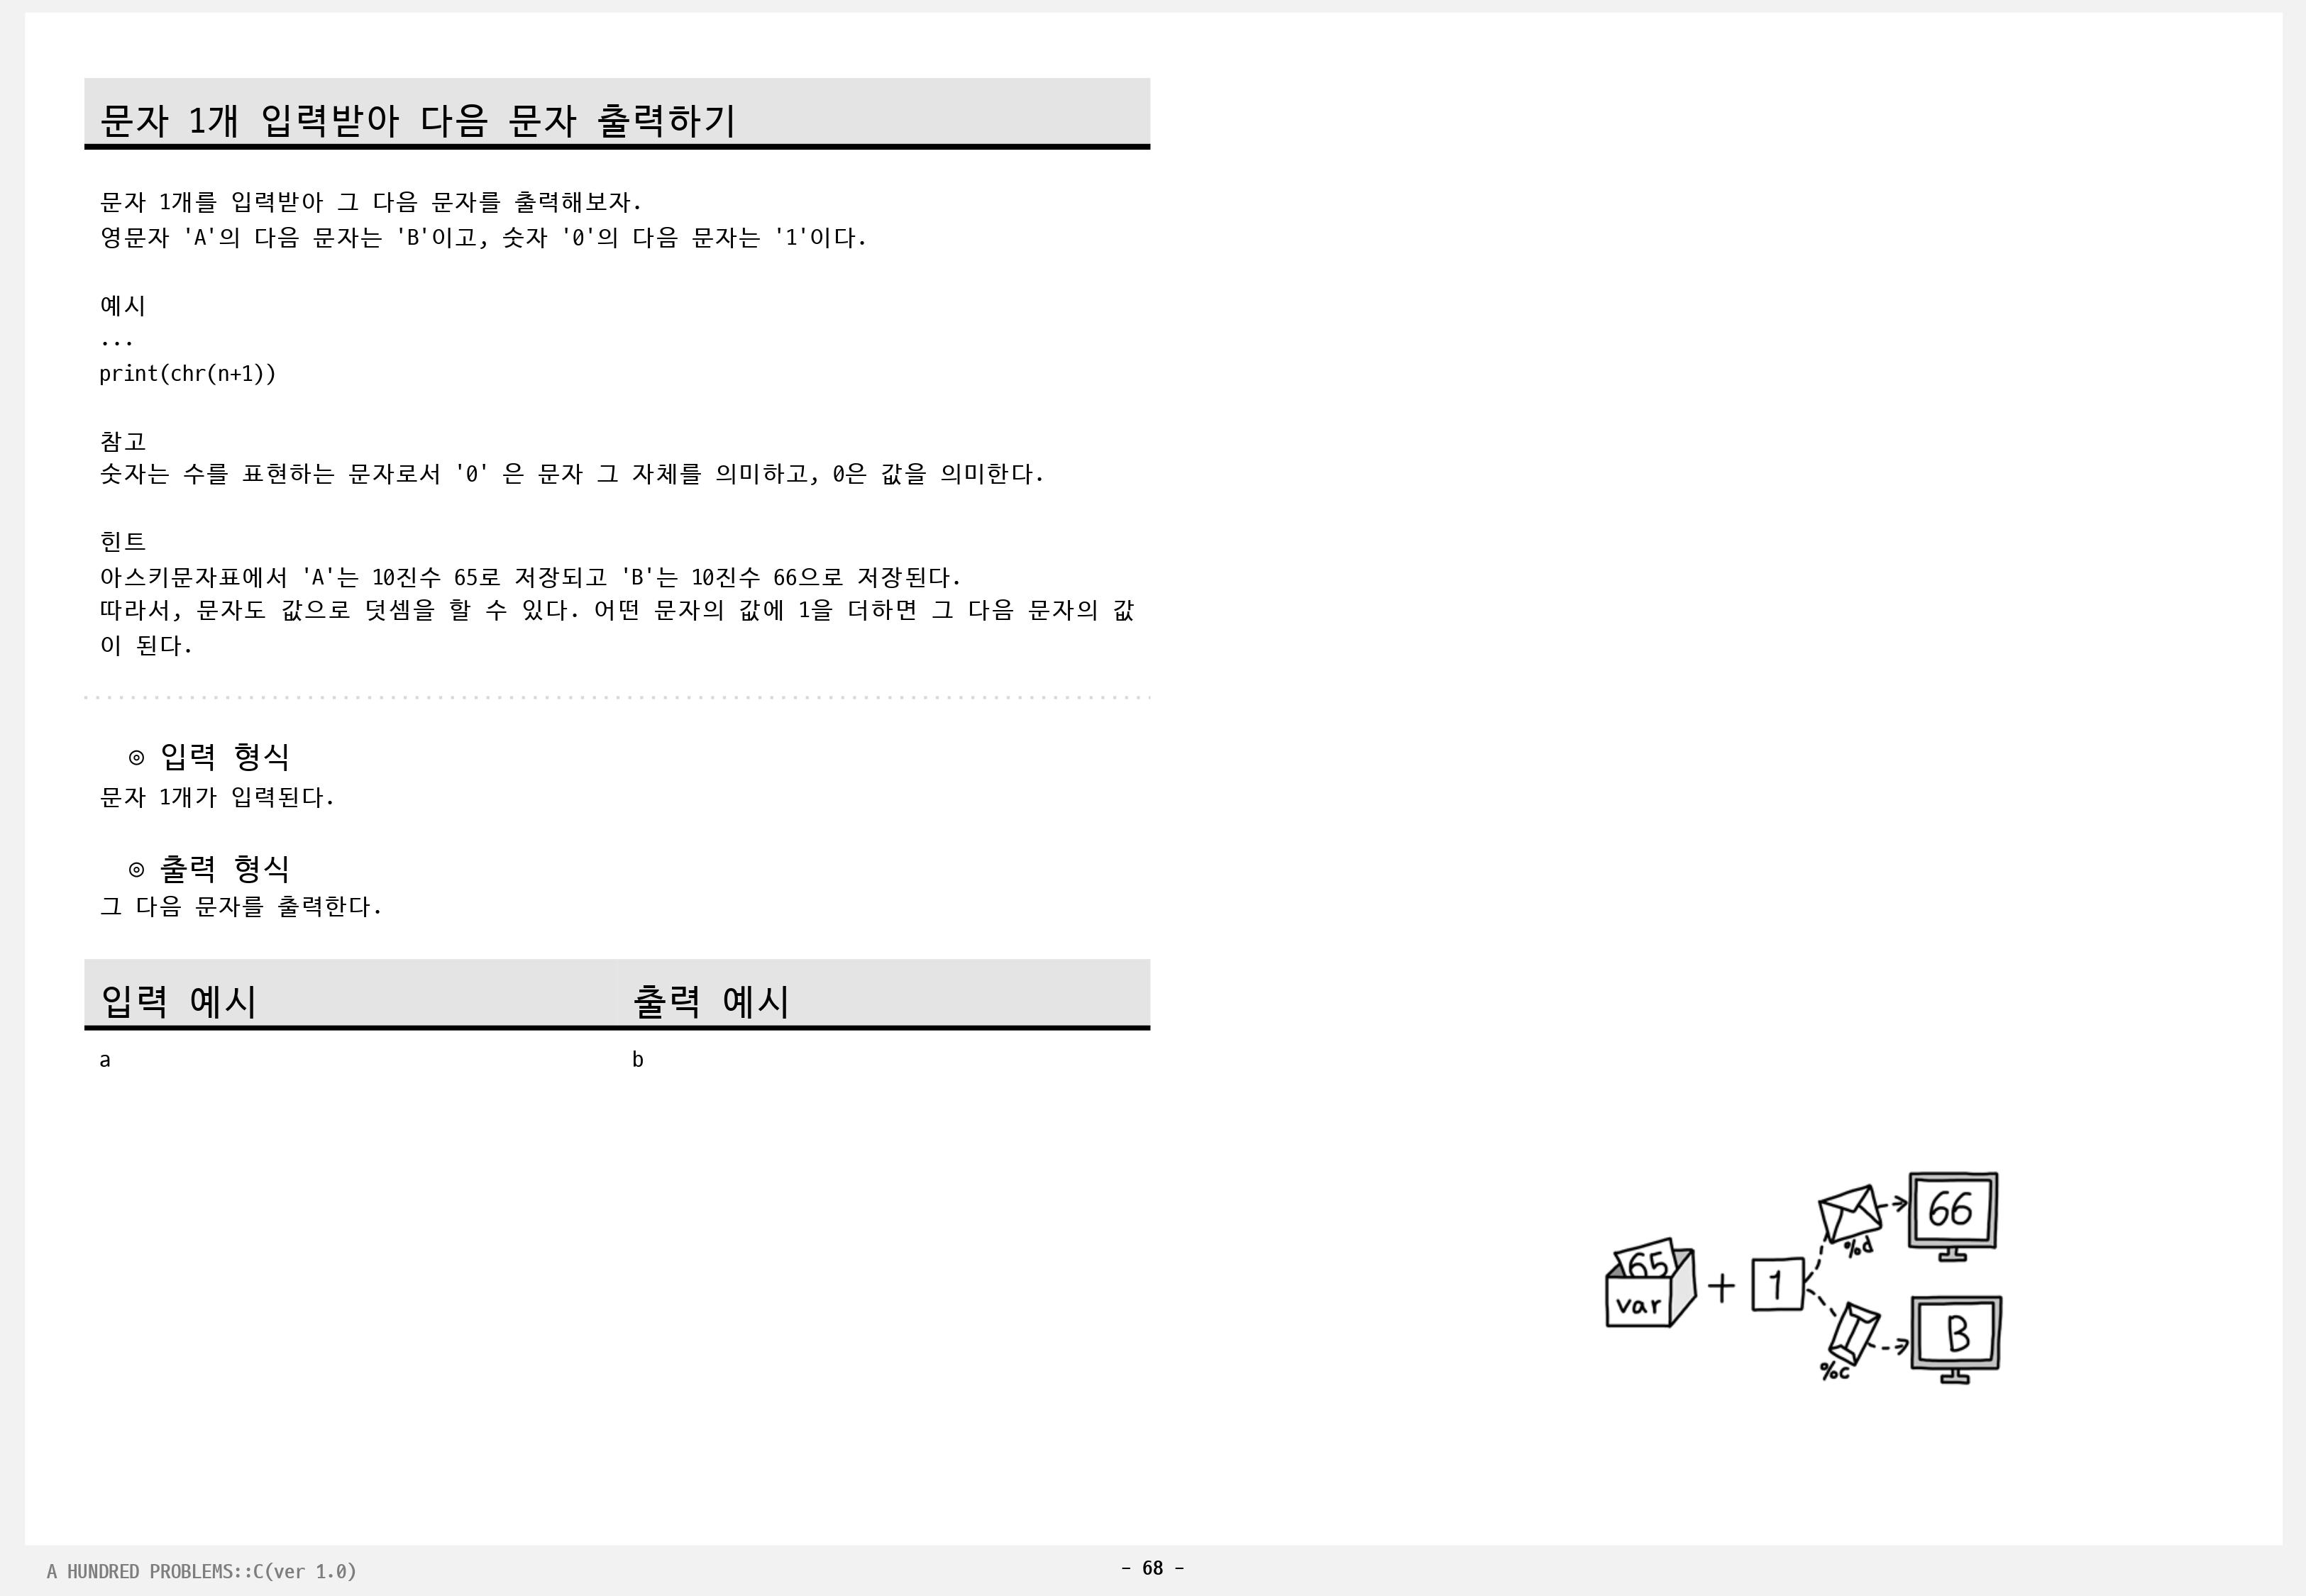 문자 1개 입력받아 다음 문자 출력하기
문자 1개를 입력받아 그 다음 문자를 출력해보자.
영문자 'A'의 다음 문자는 'B'이고, 숫자 '0'의 다음 문자는 '1'이다.
예시
...
print(chr(n+1))
참고
숫자는 수를 표현하는 문자로서 '0' 은 문자 그 자체를 의미하고, 0은 값을 의미한다.
힌트
아스키문자표에서 'A'는 10진수 65로 저장되고 'B'는 10진수 66으로 저장된다.
따라서, 문자도 값으로 덧셈을 할 수 있다. 어떤 문자의 값에 1을 더하면 그 다음 문자의 값
이 된다.
◎ 입력 형식
문자 1개가 입력된다.
◎ 출력 형식
그 다음 문자를 출력한다.
입력 예시 출력 예시
a b
65
var
+
1
%d
66
%c
B
A HUNDRED PROBLEMS::C(ver 1.0)
- 68 -